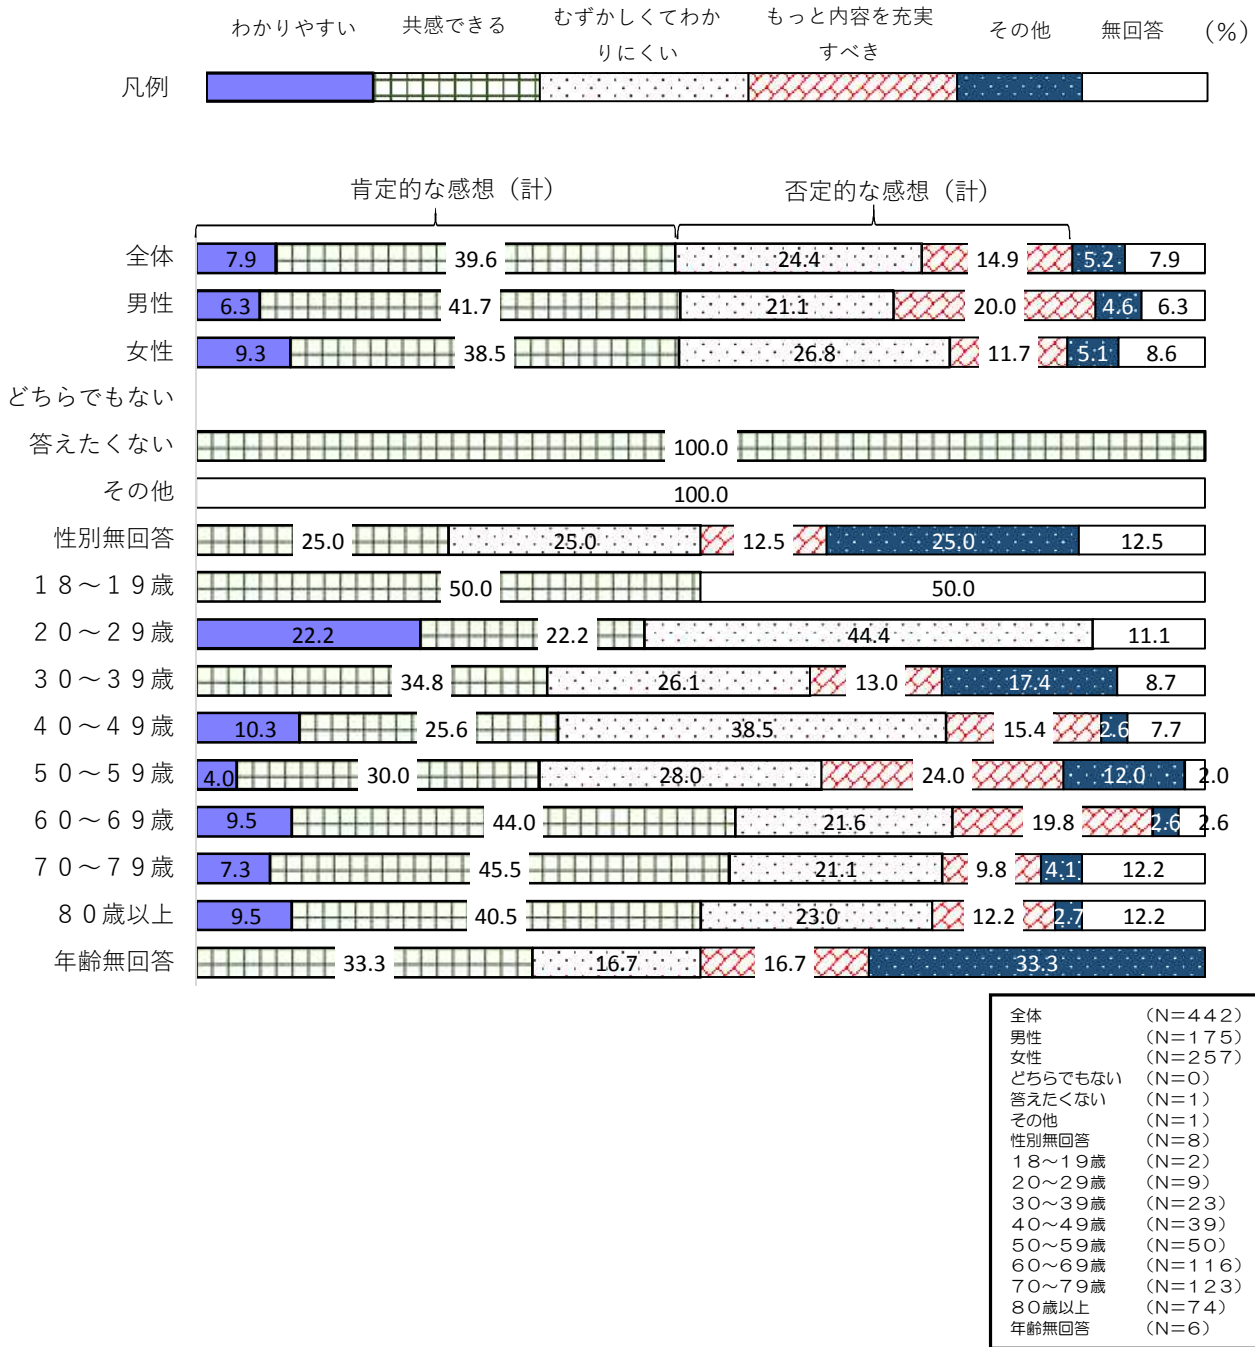 わかりやすい 共感できる むずかしくてわか もっと内容を充実 その他 無回答 (%)
りにくい すべき
凡例
肯定的な感想(計) 否定的な感想(計)
全体 7.9 39.6 24.4 14.9 5.2 7.9
男性 6.3 41.7 21.1 20.0 4.6 6.3
女性 9.3 38.5 26.8 11.7 5.1 8.6
どちらでもない
答えたくない 100.0
その他 100.0
性別無回答 25.0 25.0 12.5 25.0 12.5
18～19歳 50.0 50.0
20～29歳 22.2 22.2 44.4 11.1
30～39歳 34.8 26.1 13.0 17.4 8.7
40～49歳 10.3 25.6 38.5 15.4 2.6 7.7
50～59歳 4.0 30.0 28.0 24.0 12.0 2.0
60～69歳 9.5 44.0 21.6 19.8 2.6 2.6
70～79歳 7.3 45.5 21.1 9.8 4.1 12.2
80歳以上 9.5 40.5 23.0 12.2 2.7 12.2
年齢無回答 33.3 16.7 16.7 33.3
全体 (N=442)
男性 (N=175)
女性 (N=257)
どちらでもない (N=0)
答えたくない (N=1)
その他 (N=1)
性別無回答 (N=8)
18～19歳 (N=2)
20～29歳 (N=9)
30～39歳 (N=23)
40～49歳 (N=39)
50～59歳 (N=50)
60～69歳 (N=116)
70～79歳 (N=123)
80歳以上 (N=74)
年齢無回答 (N=6)